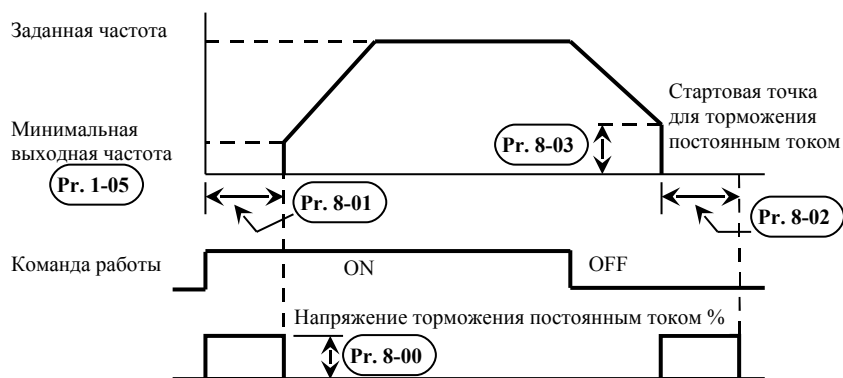 Заданная частота
Минимальная
выходная частота
Pr. 1-05
Pr. 8-01
Pr. 8-03
Стартовая точка
для торможения
постоянным током
Pr. 8-02
Команда работы
ON
OFF
Напряжение торможения постоянным током %
Pr. 8-00